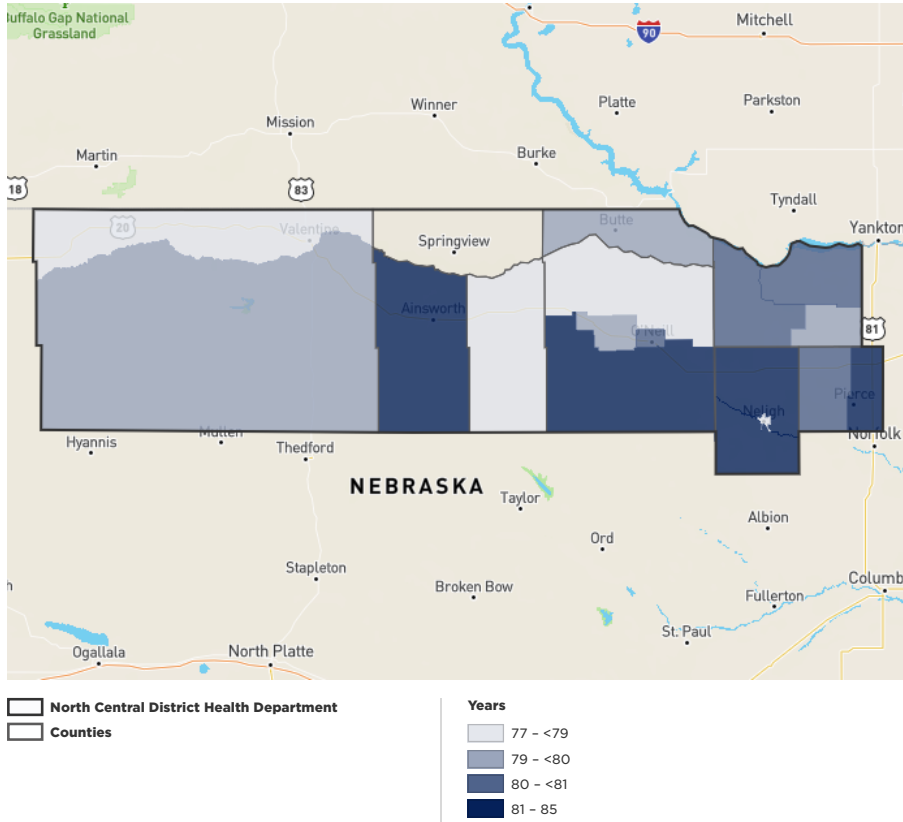 Buffalo Gap National
Grassland
90
Mitchell
Platte
Parkston
Winner
Mission
Burke
Martin
18
83
Tyndall
20
Valentine
Butte
Yankton
Springview
Ainsworth
O'Neill
81
Pierce
Neligh
Hyannis
Mullen
Thedford
Norfolk
NEBRASKA
Taylor
Albion
Ord
Stapleton
h
Broken Bow
Fullerton
Columb
St. Paul
Ogallala
North Platte
North Central District Health Department
Counties
Years
77 – <79
79 – <80
80 – <81
81 – 85